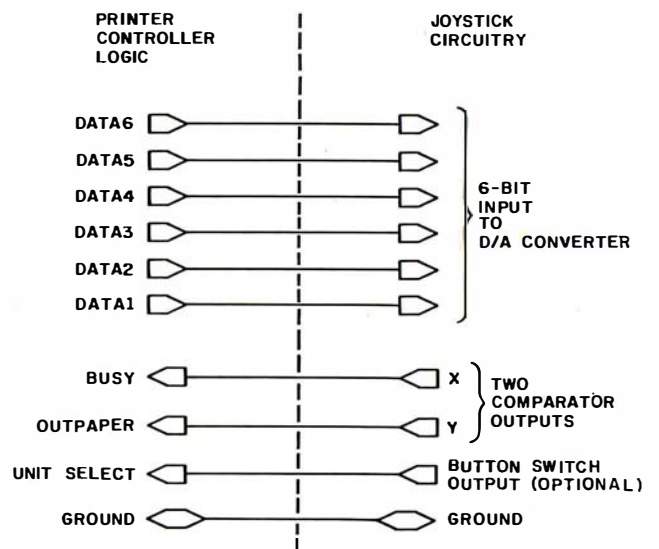 PRINTER
CONTROLLER
LOGIC
JOYSTICK
CIRCUITRY
DATA6
DATA5
DATA4
DATA3
DATA2
DATA1
6-BIT
INPUT
TO
D/A CONVERTER
BUSY
X
OUTPAPER
Y
TWO
COMPARATOR
OUTPUTS
UNIT SELECT
BUTTON SWITCH
OUTPUT (OPTIONAL)
GROUND
GROUND